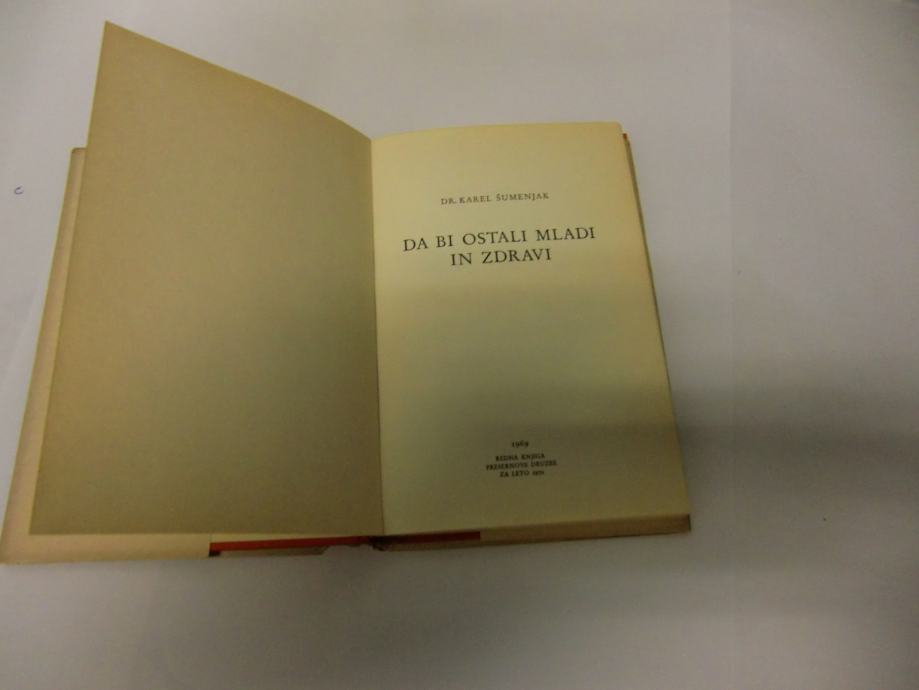 DR. KAREL ŠUMENJAK
DA BI OSTALI MLADI
IN ZDRAVI
1969
REDNA KNJIGA
PREŠERNOVE DRUŽBE
ZA LETO 1970